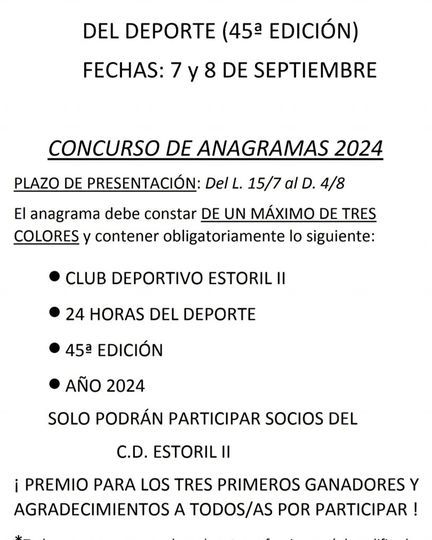 DEL DEPORTE (45ª EDICIÓN)
FECHAS: 7 y 8 DE SEPTIEMBRE
CONCURSO DE ANAGRAMAS 2024
PLAZO DE PRESENTACIÓN: Del L. 15/7 al D. 4/8
El anagrama debe constar DE UN MÁXIMO DE TRES
COLORES y contener obligatoriamente lo siguiente:
● CLUB DEPORTIVO ESTORIL II
● 24 HORAS DEL DEPORTE
● 45ª EDICIÓN
● AÑO 2024
SOLO PODRÁN PARTICIPAR SOCIOS DEL
C.D. ESTORIL II
¡ PREMIO PARA LOS TRES PRIMEROS GANADORES Y
AGRADECIMIENTOS A TODOS/AS POR PARTICIPAR !